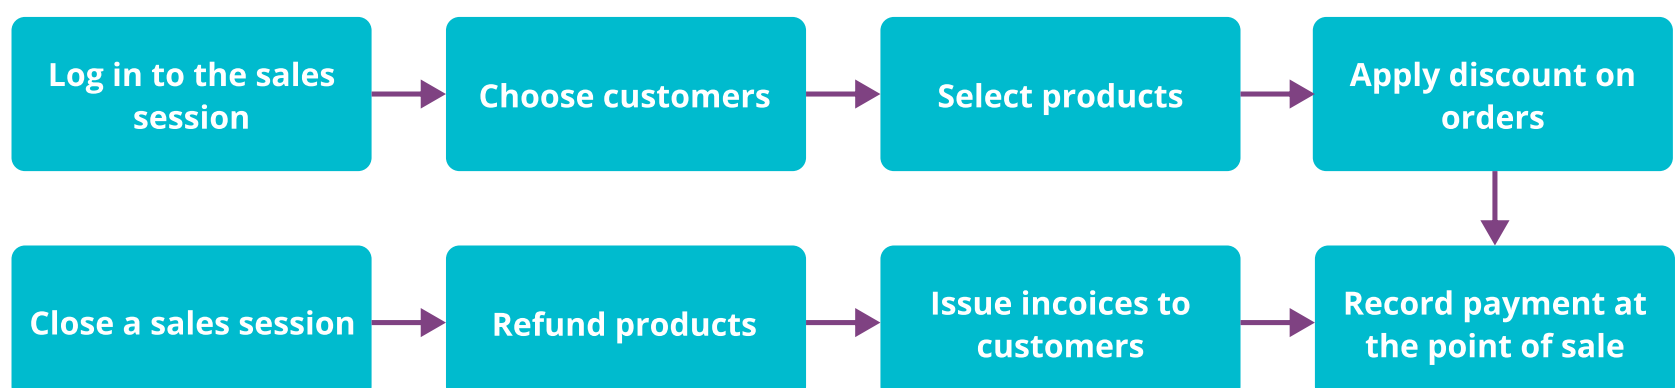 Log in to the sales
session
Choose customers
Select products
Apply discount on
orders
Close a sales session
Refund products
Issue incoices to
customers
Record payment at
the point of sale